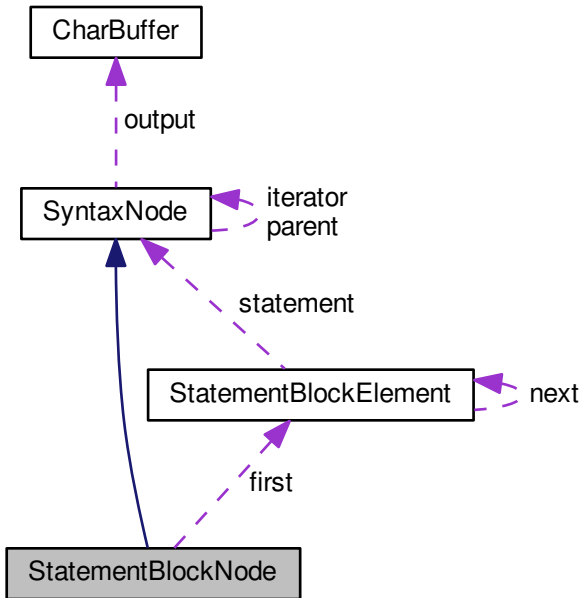 CharBuffer
output
SyntaxNode
iterator
parent
statement
StatementBlockElement
next
first
StatementBlockNode